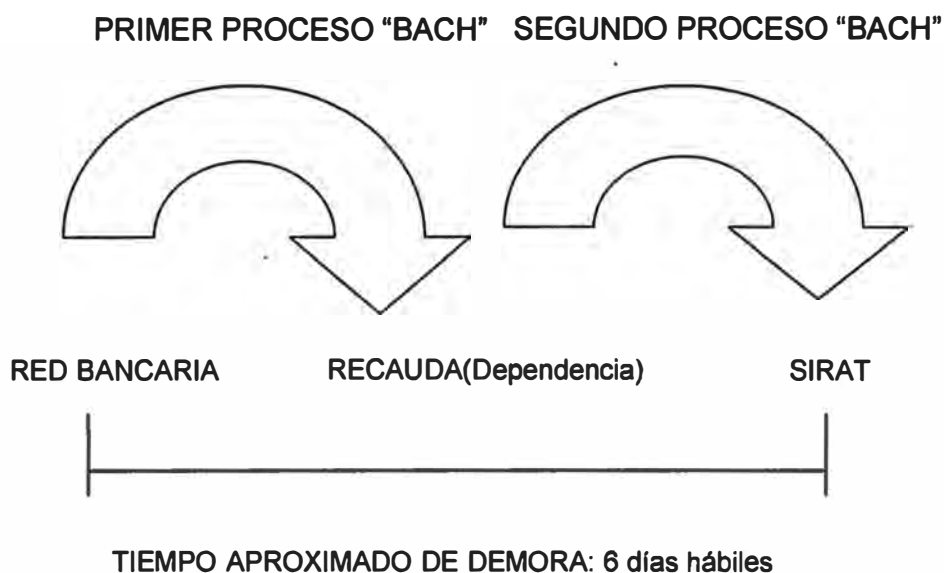 PRIMER PROCESO “BACH” SEGUNDO PROCESO “BACH”
RED BANCARIA RECAUDA(Dependencia) SIRAT
TIEMPO APROXIMADO DE DEMORA: 6 días hábiles